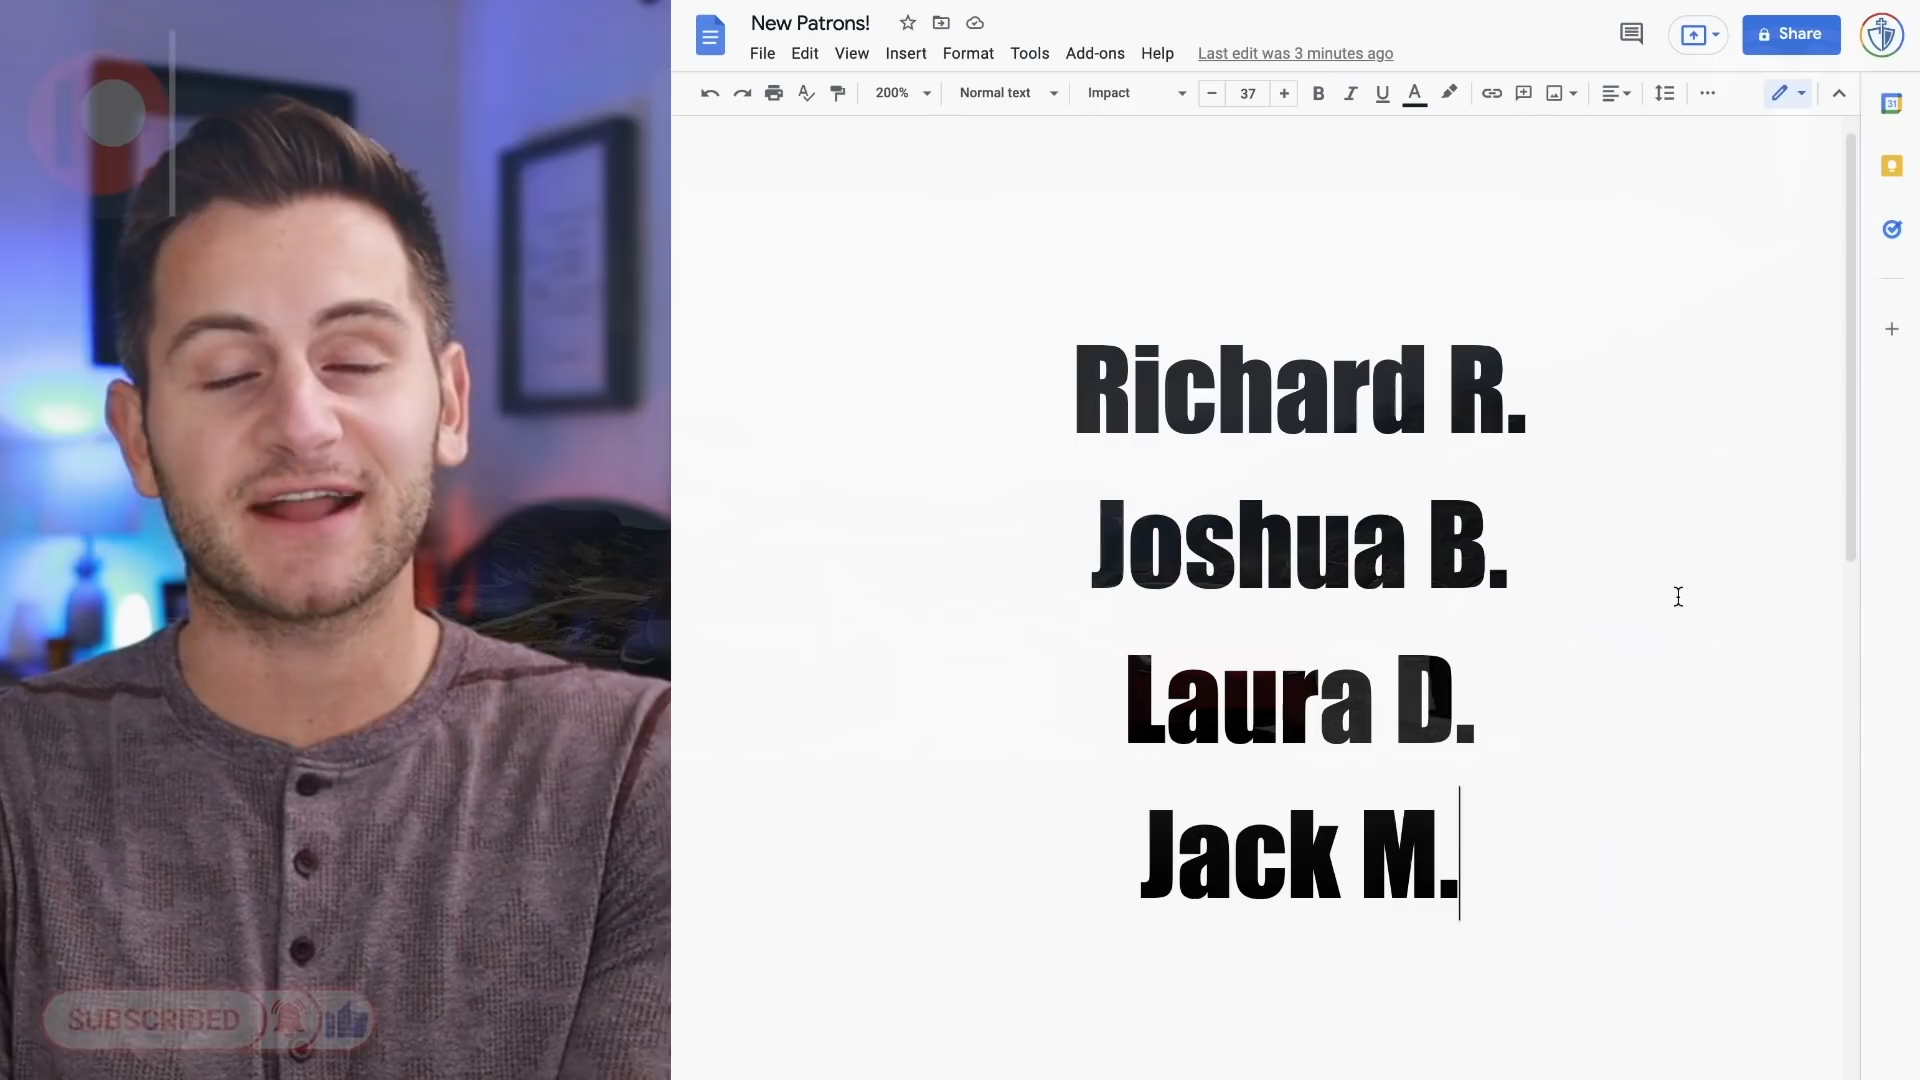 New Patrons!
File Edit View Insert Format Tools Add-ons Help Last edit was 3 minutes ago
Share
200% Normal text Impact − 37 + B I U A
31
Richard R.
Joshua B.
Laura D.
Jack M.
SUBSCRIBED